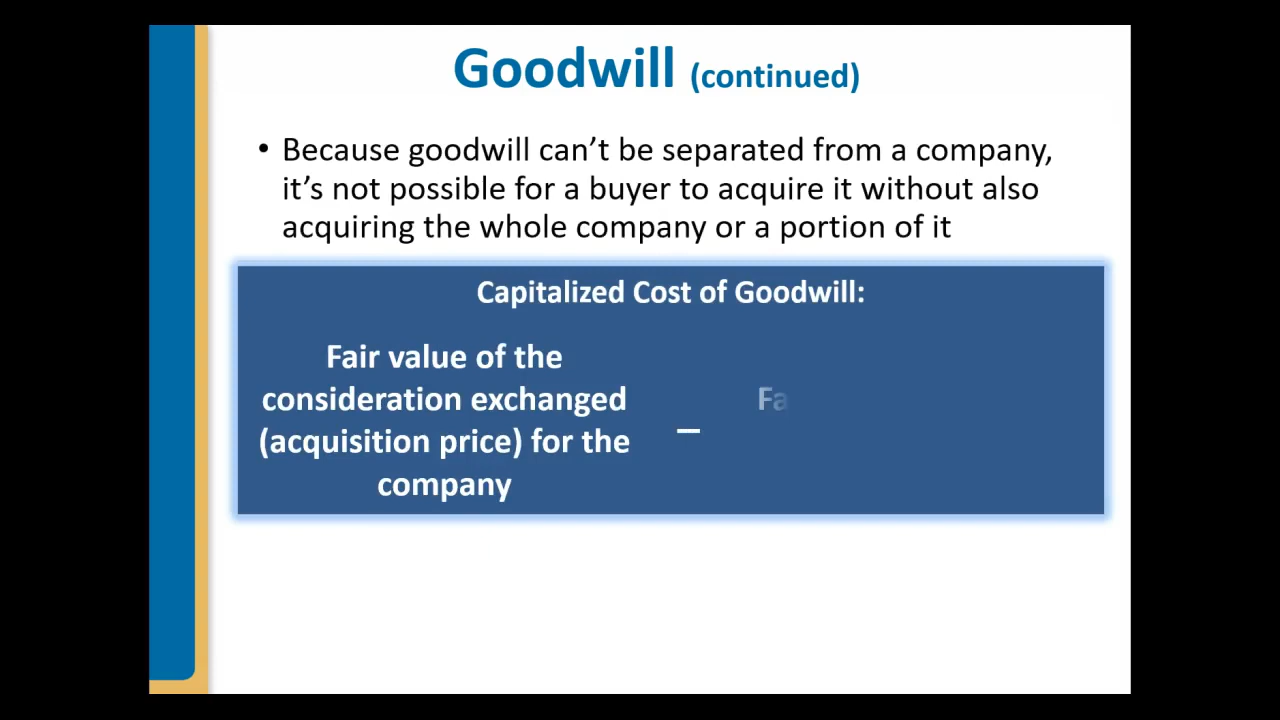 Goodwill (continued)
• Because goodwill can’t be separated from a company,
it’s not possible for a buyer to acquire it without also
acquiring the whole company or a portion of it
Capitalized Cost of Goodwill:
Fair value of the
consideration exchanged
(acquisition price) for the
company
–